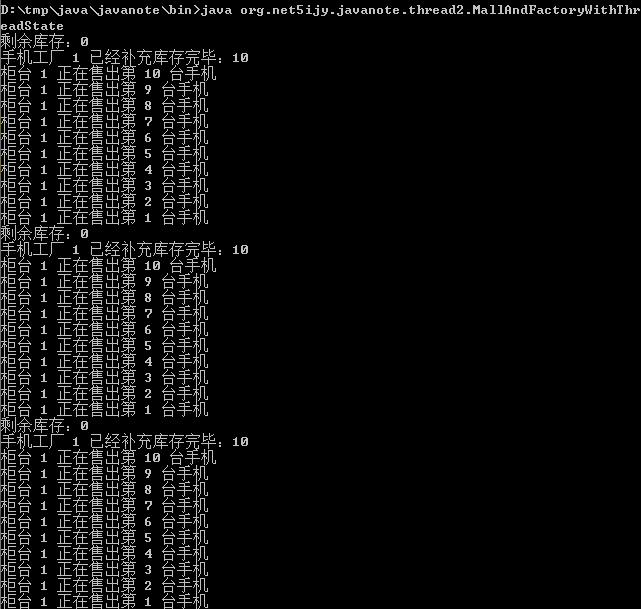 D:\tmp\java\javanote\bin>java org.net5ijy.javanote.thread2.MallAndFactoryWithThr
eadState
剩余库存：0
手机工厂 1 已经补充库存完毕：10
柜台 1 正在售出第 10 台手机
柜台 1 正在售出第 9 台手机
柜台 1 正在售出第 8 台手机
柜台 1 正在售出第 7 台手机
柜台 1 正在售出第 6 台手机
柜台 1 正在售出第 5 台手机
柜台 1 正在售出第 4 台手机
柜台 1 正在售出第 3 台手机
柜台 1 正在售出第 2 台手机
柜台 1 正在售出第 1 台手机
剩余库存：0
手机工厂 1 已经补充库存完毕：10
柜台 1 正在售出第 10 台手机
柜台 1 正在售出第 9 台手机
柜台 1 正在售出第 8 台手机
柜台 1 正在售出第 7 台手机
柜台 1 正在售出第 6 台手机
柜台 1 正在售出第 5 台手机
柜台 1 正在售出第 4 台手机
柜台 1 正在售出第 3 台手机
柜台 1 正在售出第 2 台手机
柜台 1 正在售出第 1 台手机
剩余库存：0
手机工厂 1 已经补充库存完毕：10
柜台 1 正在售出第 10 台手机
柜台 1 正在售出第 9 台手机
柜台 1 正在售出第 8 台手机
柜台 1 正在售出第 7 台手机
柜台 1 正在售出第 6 台手机
柜台 1 正在售出第 5 台手机
柜台 1 正在售出第 4 台手机
柜台 1 正在售出第 3 台手机
柜台 1 正在售出第 2 台手机
柜台 1 正在售出第 1 台手机